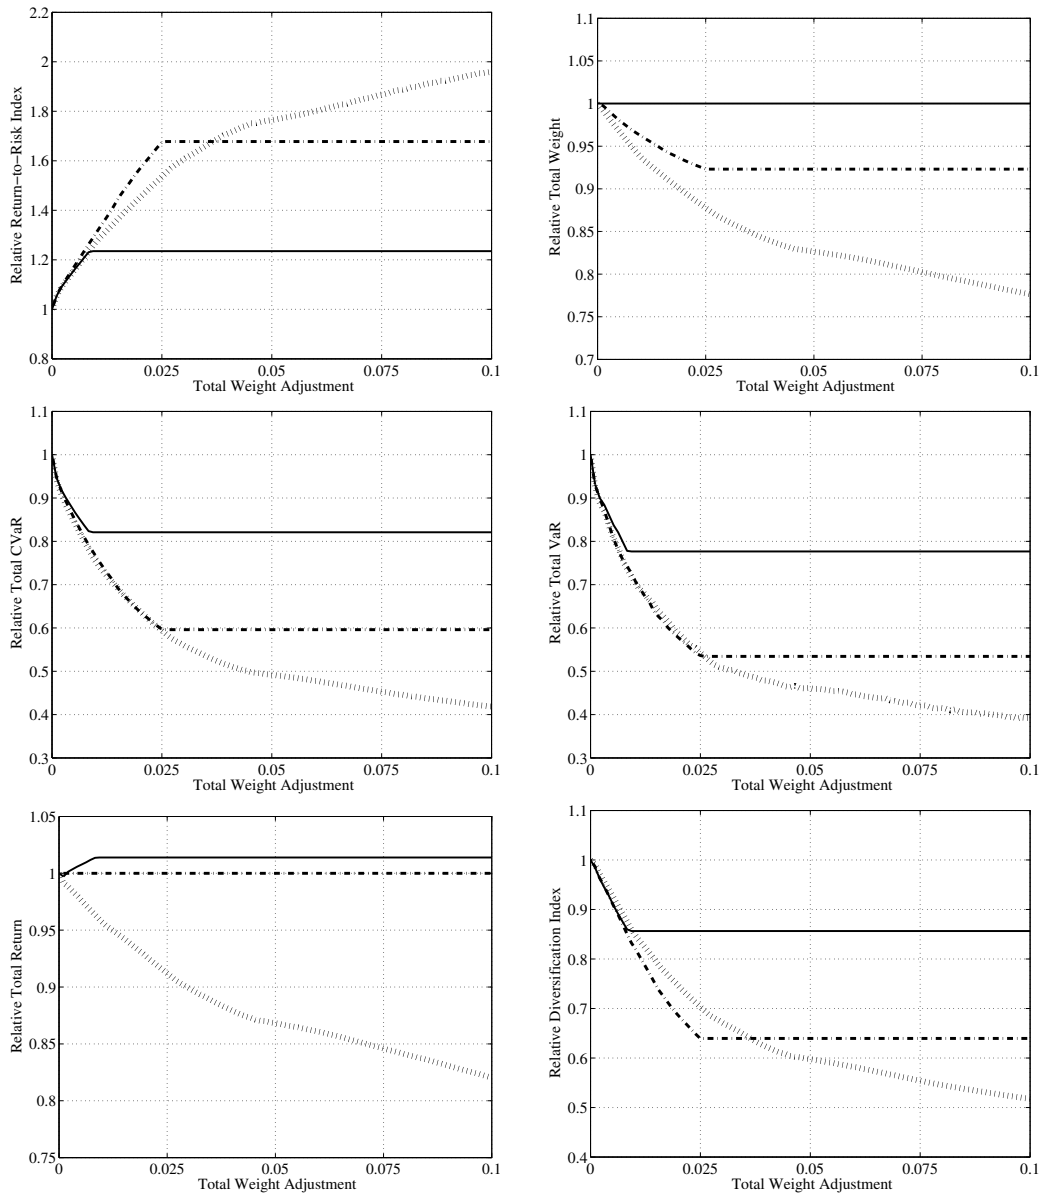 2.2
2
1.8
1.6
1.4
1.2
1
0.8
Relative Return−to−Risk Index
0 0.025 0.05 0.075 0.1
Total Weight Adjustment
1.1
1.05
1
0.95
0.9
0.85
0.8
0.75
0.7
Relative Total Weight
0 0.025 0.05 0.075 0.1
Total Weight Adjustment
1.1
1
0.9
0.8
0.7
0.6
0.5
0.4
0.3
Relative Total CVaR
0 0.025 0.05 0.075 0.1
Total Weight Adjustment
1.1
1
0.9
0.8
0.7
0.6
0.5
0.4
0.3
Relative Total VaR
0 0.025 0.05 0.075 0.1
Total Weight Adjustment
1.05
1
0.95
0.9
0.85
0.8
0.75
Relative Total Return
0 0.025 0.05 0.075 0.1
Total Weight Adjustment
1.1
1
0.9
0.8
0.7
0.6
0.5
0.4
Relative Diversification Index
0 0.025 0.05 0.075 0.1
Total Weight Adjustment